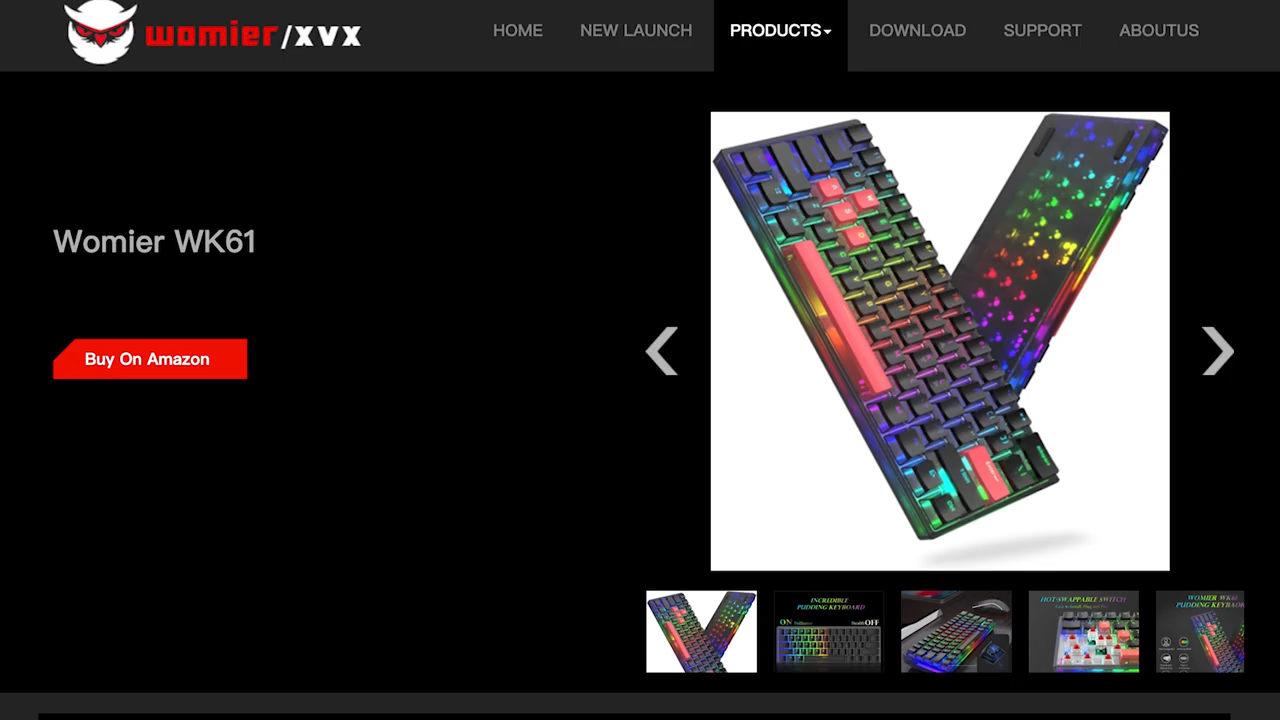 womier/XVX
HOME
NEW LAUNCH
PRODUCTS
DOWNLOAD
SUPPORT
ABOUTUS
Womier WK61
Buy On Amazon
INCREDIBLE
PUDDING KEYBOARD
ON
OFF
HOT-SWAPPABLE SWITCH
WOMIER WK61
PUDDING KEYBOAR